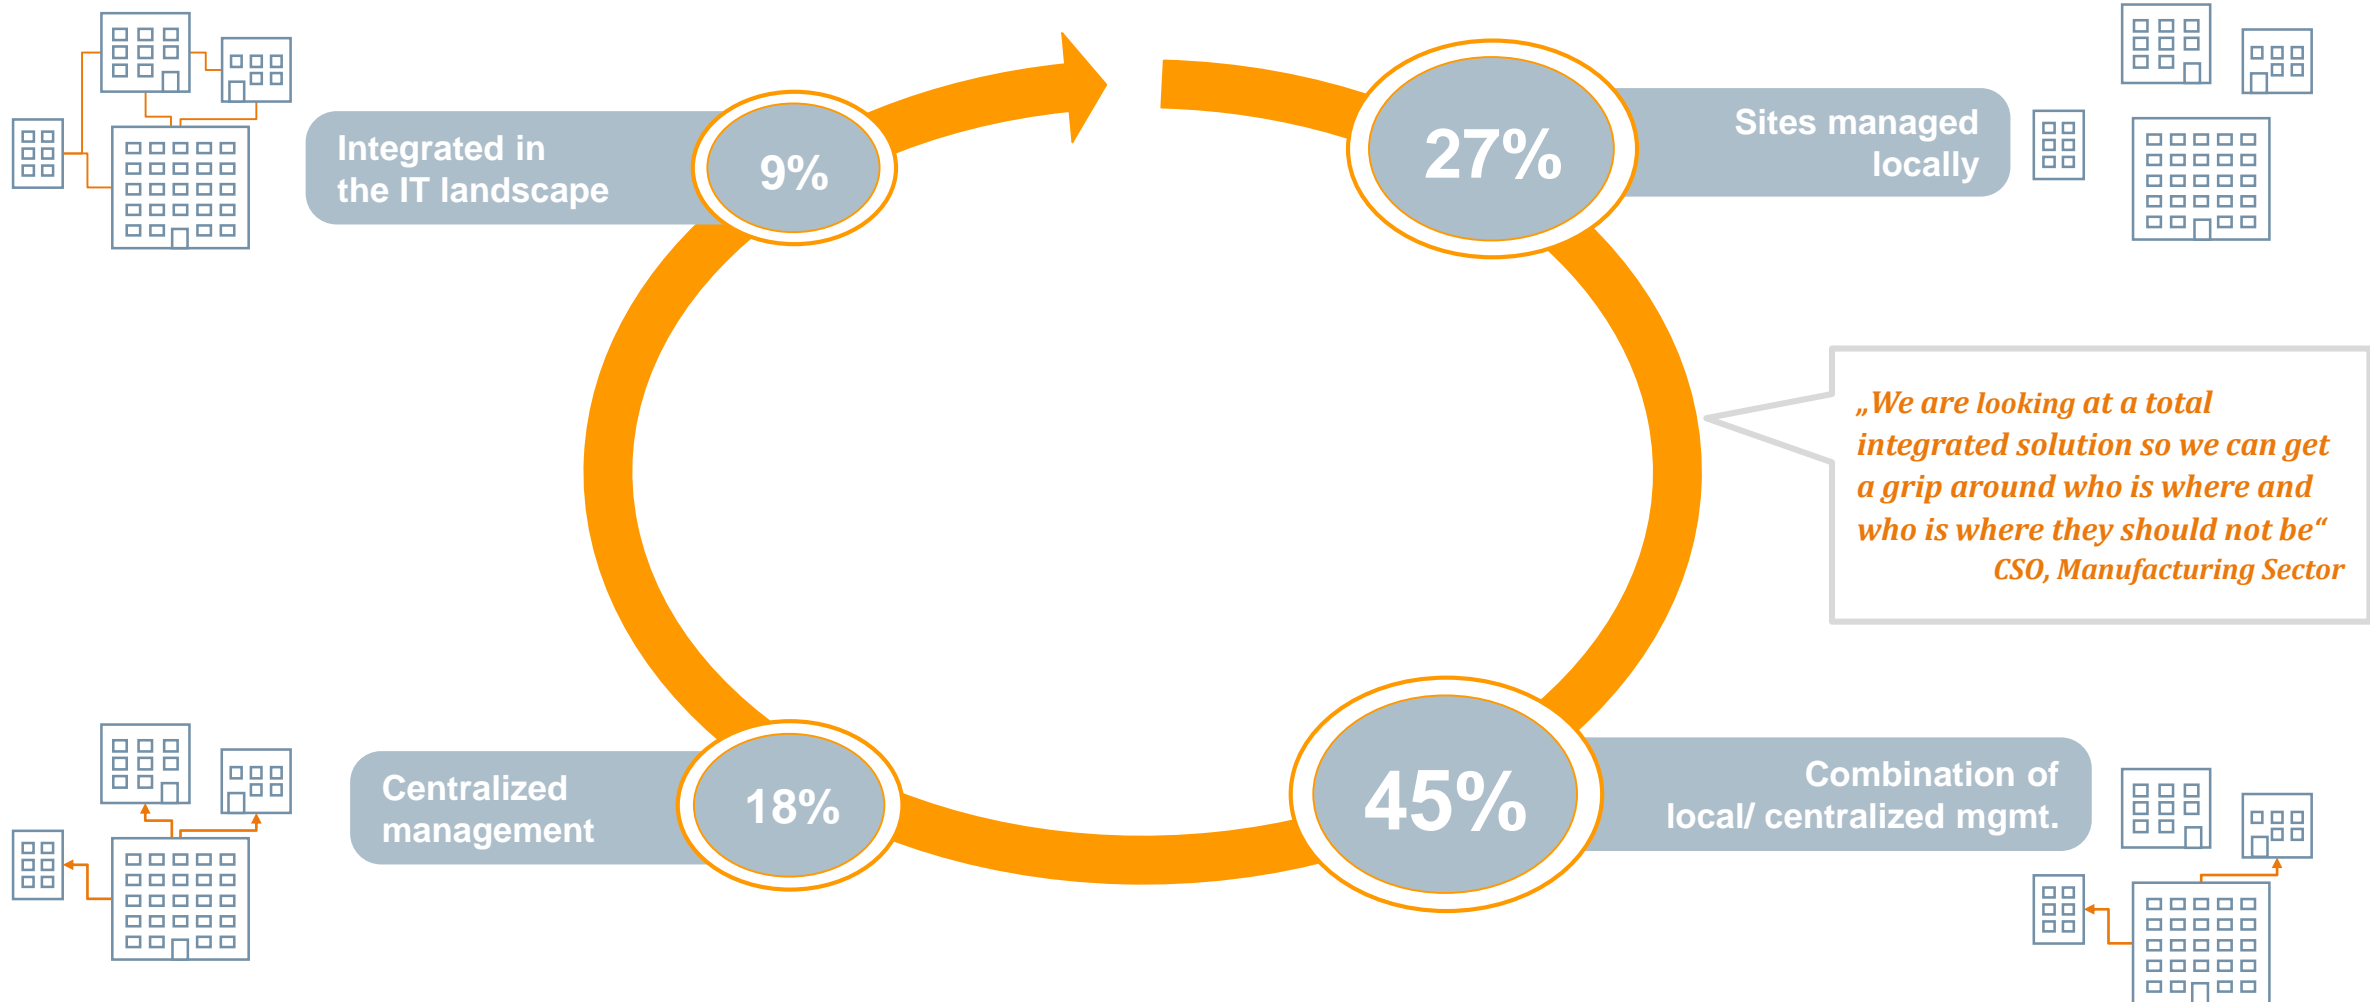 Integrated in
the IT landscape
9%
27%
Sites managed
locally
„We are looking at a total
integrated solution so we can get
a grip around who is where and
who is where they should not be“
CSO, Manufacturing Sector
Centralized
management
18%
45%
Combination of
local/ centralized mgmt.